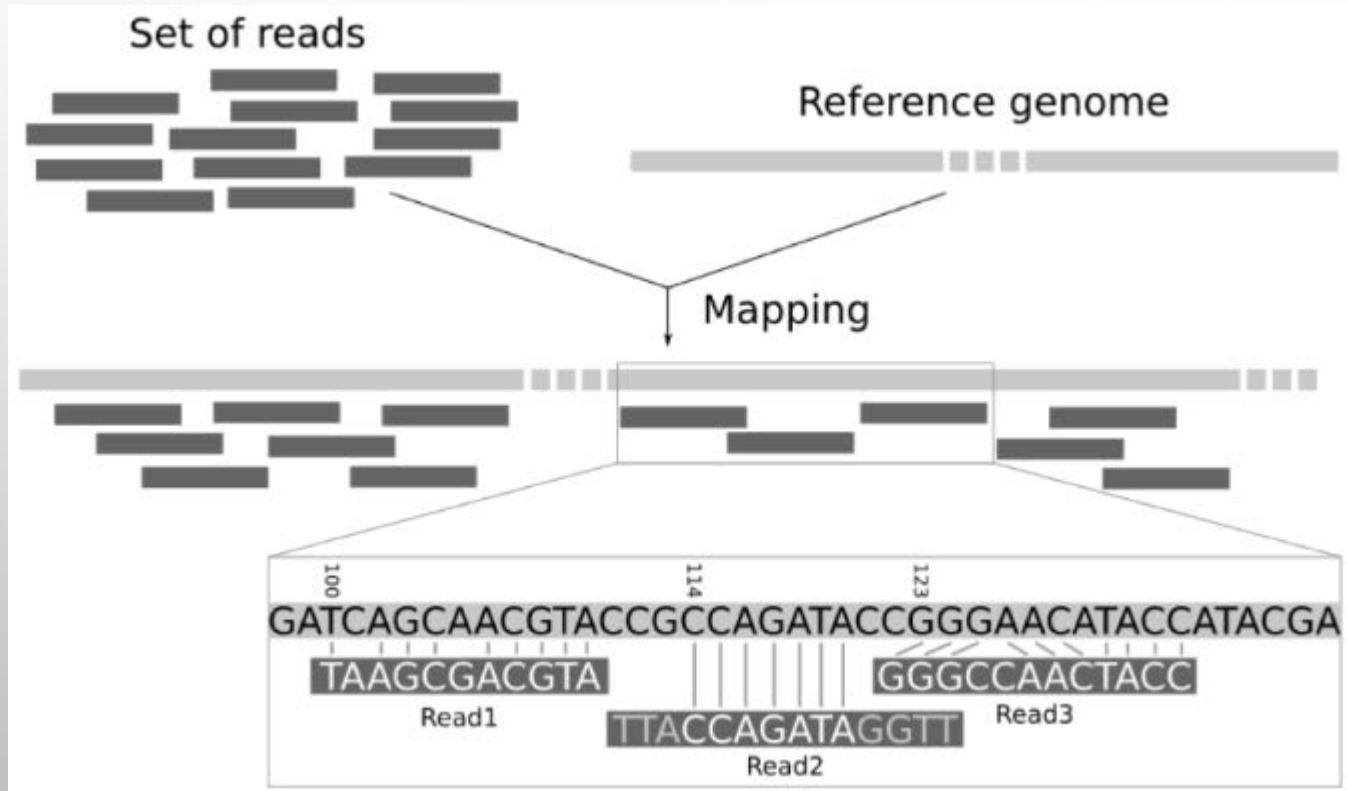 Set of reads
Reference genome
Mapping
100
114
123
GATCAGCAACGTACCGCCAGATACCGGGAACATACCATACGA
TAAGCGACGTA
Read1
TTACCAGATAGGTT
Read2
GGGCCAACTACC
Read3